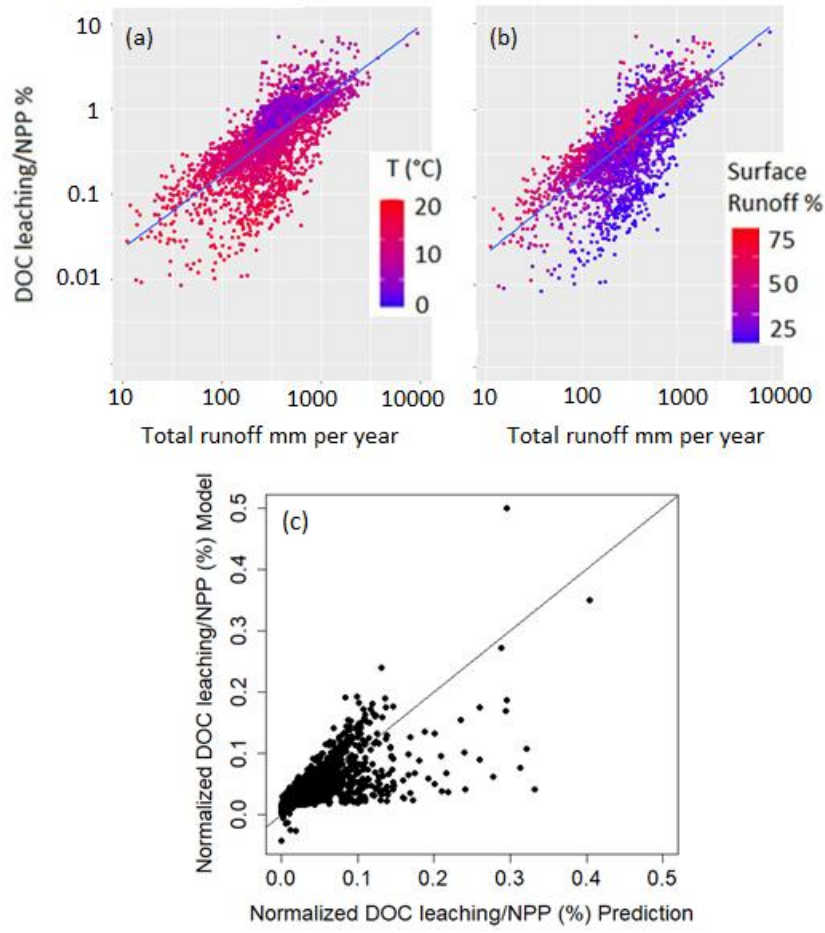 10
1
0.1
0.01
DOC leaching/NPP %
(a)
T (°C)
20
10
0
10
100
1000
10000
Total runoff mm per year
(b)
Surface
Runoff %
75
50
25
10
100
1000
10000
Total runoff mm per year
(c)
Normalized DOC leaching/NPP (%) Model
0.5
0.4
0.3
0.2
0.1
0.0
0.0
0.1
0.2
0.3
0.4
0.5
Normalized DOC leaching/NPP (%) Prediction